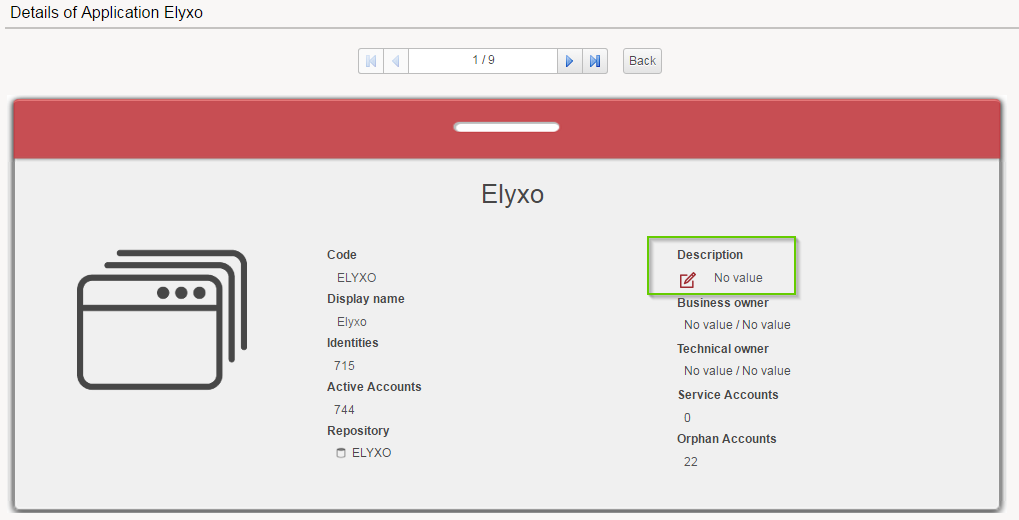 Details of Application Elyxo
1 / 9
Back
Elyxo
Code
ELYXO
Display name
Elyxo
Identities
715
Active Accounts
744
Repository
ELYXO
Description
No value
Business owner
No value / No value
Technical owner
No value / No value
Service Accounts
0
Orphan Accounts
22